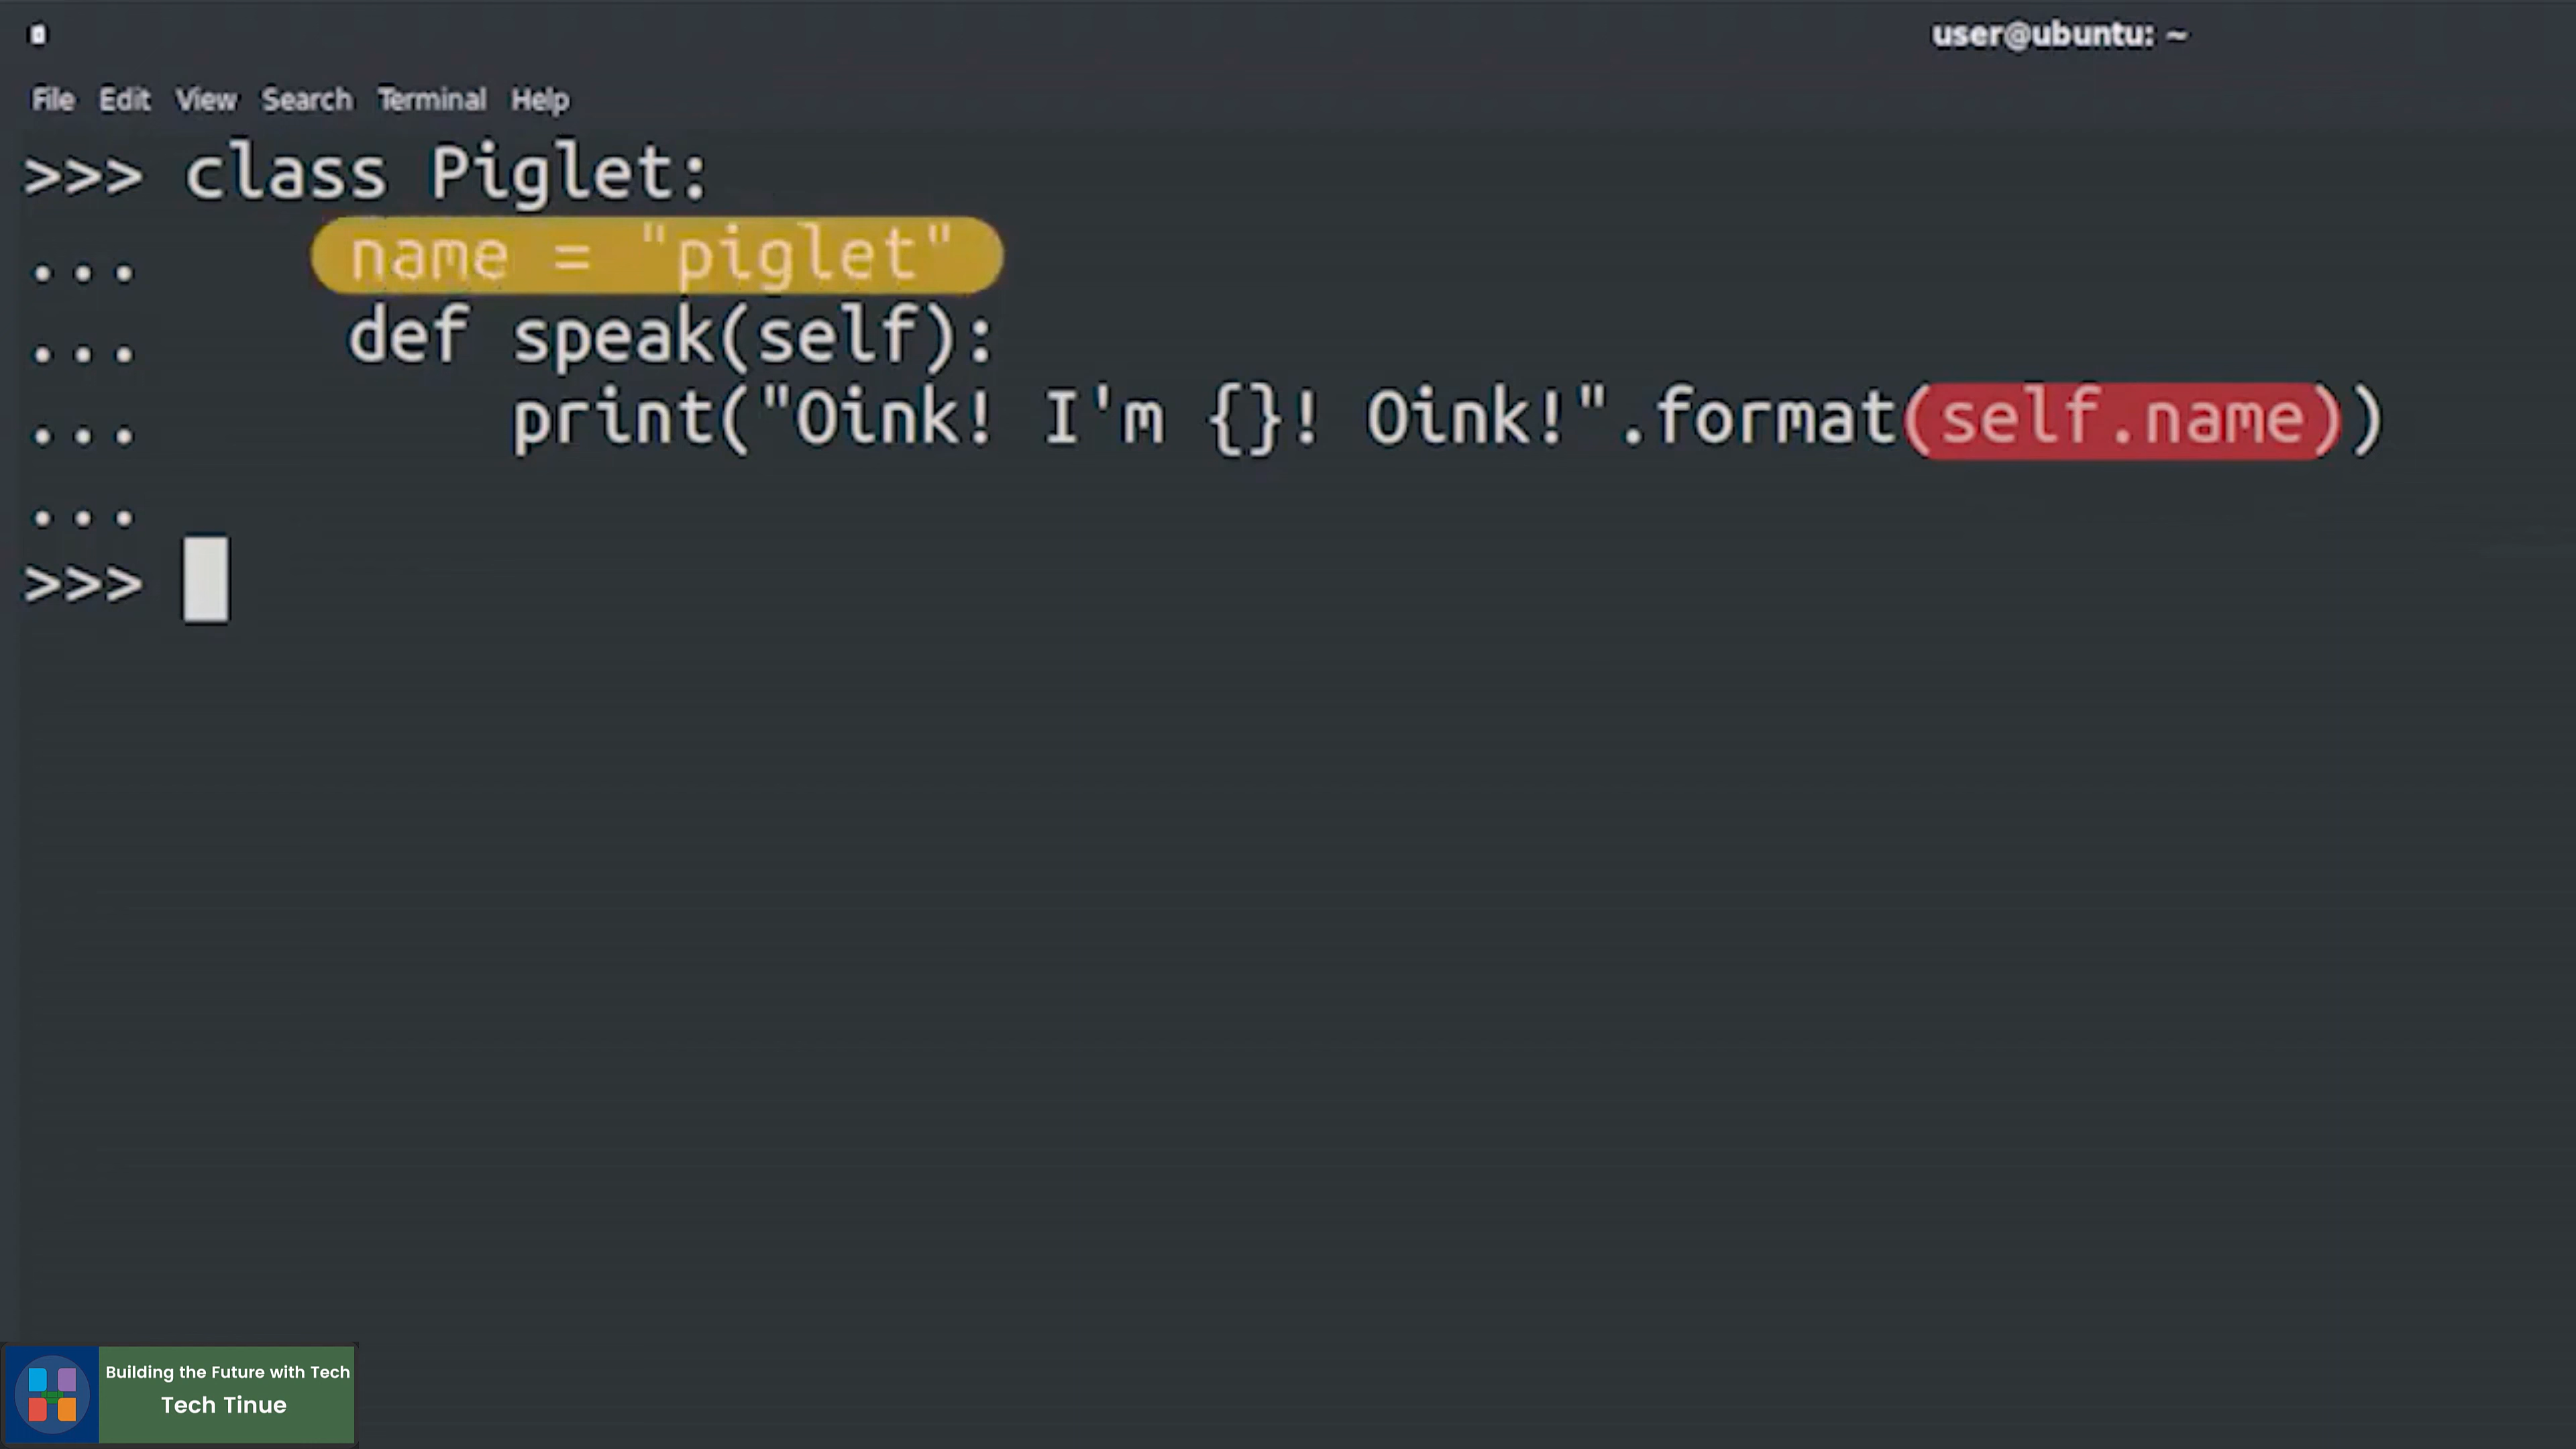 user@ubuntu: ~
File Edit View Search Terminal Help
>>> class Piglet:
...     name = "piglet"
...     def speak(self):
...         print("Oink! I'm {}! Oink!".format(self.name))
...
>>>
Building the Future with Tech
Tech Tinue